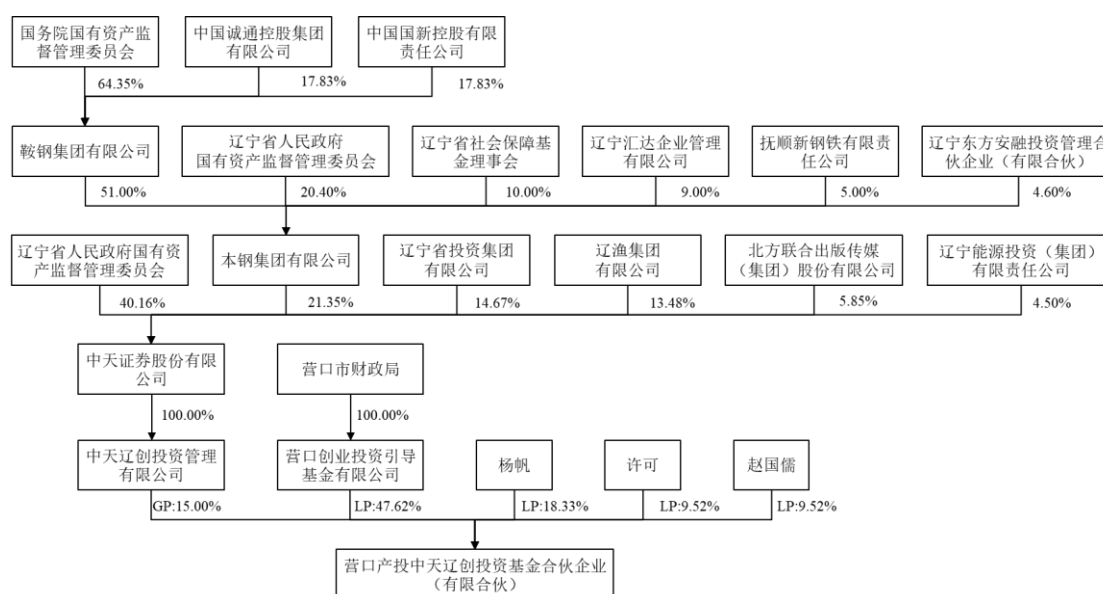 国务院国有资产监
督管理委员会
中国诚通控股集团
有限公司
中国国新控股有限
责任公司
64.35%
17.83%
17.83%
鞍钢集团有限公司
辽宁省人民政府
国有资产监督管理委员会
辽宁省社会保障基
金理事会
辽宁汇达企业管理
有限公司
抚顺新钢铁有限责
任公司
辽宁东方安融投资管理合
伙企业（有限合伙）
51.00%
20.40%
10.00%
9.00%
5.00%
4.60%
辽宁省人民政府国有资
产监督管理委员会
本钢集团有限公司
辽宁省投资集团
有限公司
辽渔集团
有限公司
北方联合出版传媒
（集团）股份有限公司
辽宁能源投资（集团）
有限责任公司
40.16%
21.35%
14.67%
13.48%
5.85%
4.50%
中天证券股份有限
公司
营口市财政局
100.00%
100.00%
中天辽创投资管理
有限公司
营口创业投资引导
基金有限公司
杨帆
许可
赵国儒
GP:15.00%
LP:47.62%
LP:18.33%
LP:9.52%
LP:9.52%
营口产投中天辽创投资基金合伙企业
（有限合伙）